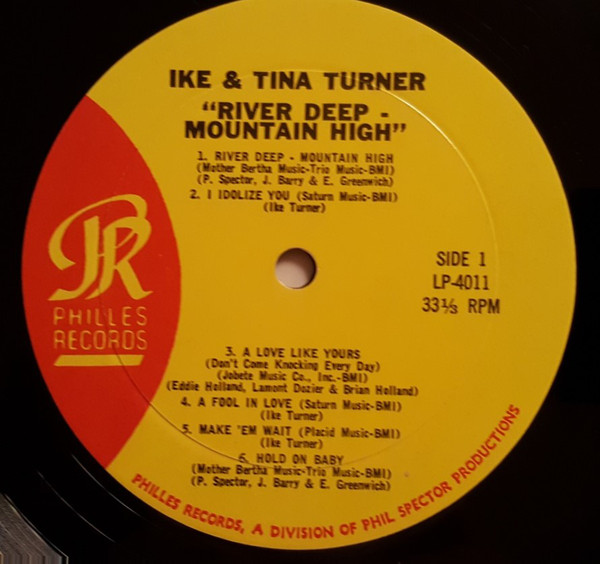 IKE & TINA TURNER
"RIVER DEEP -
MOUNTAIN HIGH"
1. RIVER DEEP - MOUNTAIN HIGH
(Mother Bertha Music-Trio Music-BMI)
(P. Spector, J. Barry & E. Greenwich)
2. I IDOLIZE YOU (Saturn Music-BMI)
(Ike Turner)
PR
PHILLES
RECORDS
SIDE 1
LP-4011
33⅓ RPM
3. A LOVE LIKE YOURS
(Don't Come Knocking Every Day)
(Jobete Music Co., Inc.-BMI)
(Eddie Holland, Lamont Dozier & Brian Holland)
4. A FOOL IN LOVE (Saturn Music-BMI)
(Ike Turner)
5. MAKE 'EM WAIT (Placid Music-BMI)
(Ike Turner)
6. HOLD ON BABY
(Mother Bertha Music-Trio Music-BMI)
(P. Spector, J. Barry & E. Greenwich)
PHILLES RECORDS, A DIVISION OF PHIL SPECTOR PRODUCTIONS